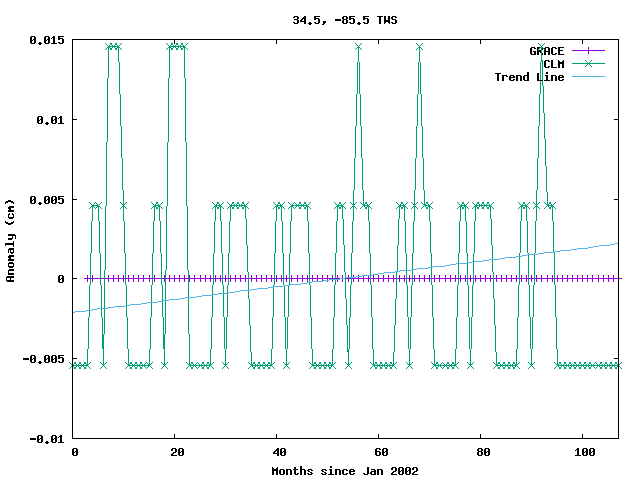 34.5, -85.5 TWS
0.015
GRACE
CLM
Trend Line
0.01
0.005
Anomaly (cm)
0
-0.005
-0.01
0 20 40 60 80 100
Months since Jan 2002